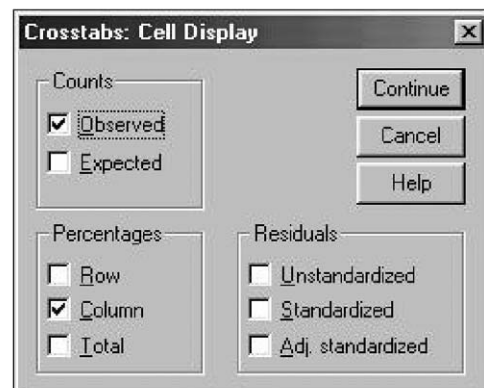 Crosstabs: Cell Display
Counts
Observed
Expected
Continue
Cancel
Help
Percentages
Row
Column
Total
Residuals
Unstandardized
Standardized
Adj. standardized